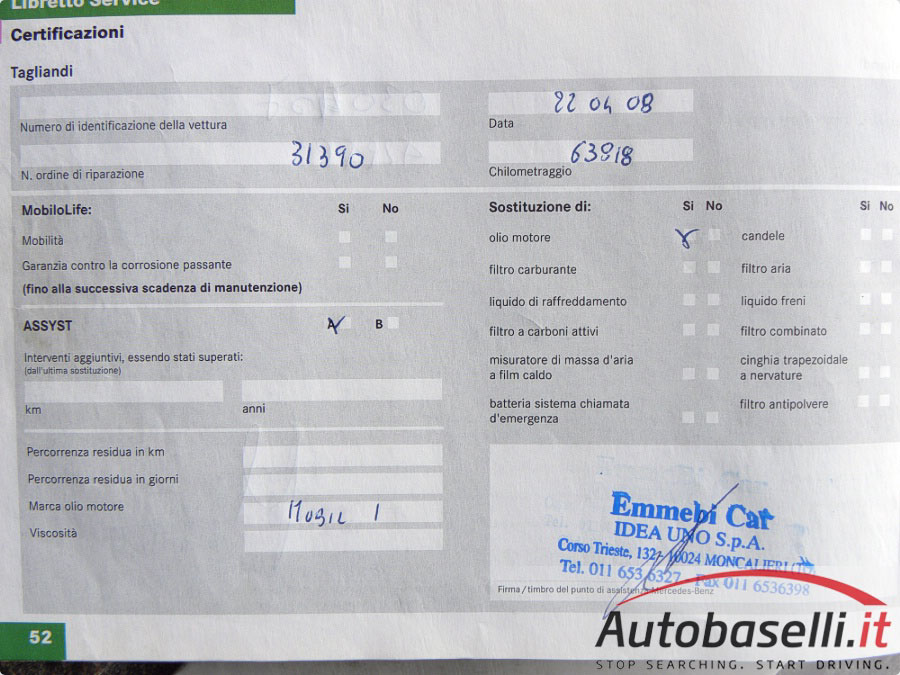 Libretto Service
Certificazioni
Tagliandi
Numero di identificazione della vettura
22 04 08
Data
31390
N. ordine di riparazione
63818
Chilometraggio
MobiloLife: Si No
Mobilità
Garanzia contro la corrosione passante
(fino alla successiva scadenza di manutenzione)
ASSYST A B
Interventi aggiuntivi, essendo stati superati:
(dall'ultima sostituzione)
km anni
Percorrenza residua in km
Percorrenza residua in giorni
Marca olio motore MOBIL 1
Viscosità
Sostituzione di: Si No Si No
olio motore candele
filtro carburante filtro aria
liquido di raffreddamento liquido freni
filtro a carboni attivi filtro combinato
misuratore di massa d'aria cinghia trapezoidale
a film caldo a nervature
batteria sistema chiamata filtro antipolvere
d'emergenza
Emmebi Car
IDEA UNO S.p.A.
Corso Trieste, 132 - 10024 MONCALIERI (TO)
Tel. 011 6536327 - Fax 011 6536398
Firma/timbro del punto di assistenza Mercedes-Benz
52
Autobaselli.it
STOP SEARCHING. START DRIVING.